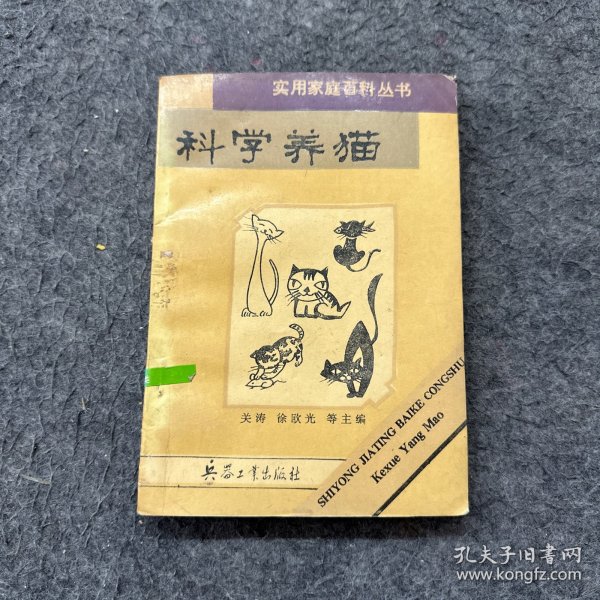 实用家庭百科丛书
科学养猫
关涛 徐欧光 等主编
SHIYONG JIATING BAIKE CONGSHU
Kexue Yang Mao
兵器工业出版社
孔夫子旧书网
www.kongfz.com